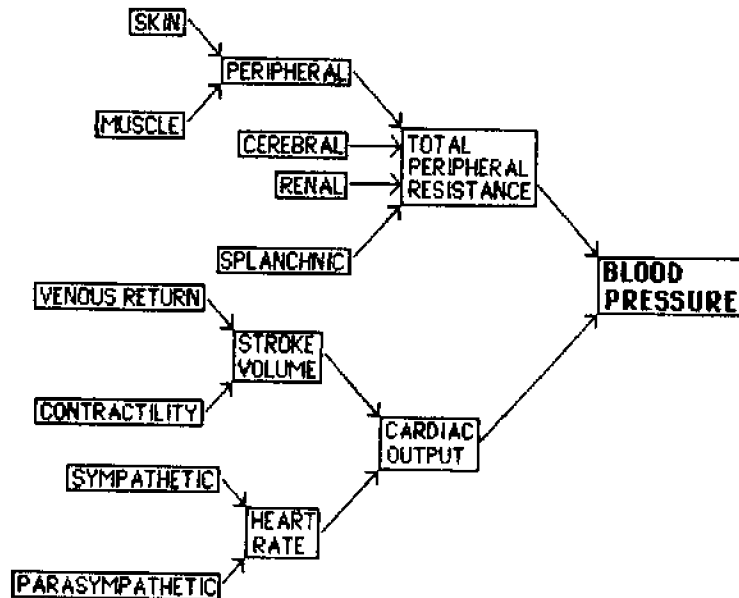 SKIN
PERIPHERAL
MUSCLE
CEREBRAL
TOTAL
PERIPHERAL
RESISTANCE
RENAL
SPLANCHNIC
BLOOD
PRESSURE
VENOUS RETURN
STROKE
VOLUME
CONTRACTILITY
CARDIAC
OUTPUT
SYMPATHETIC
HEART
RATE
PARASYMPATHETIC